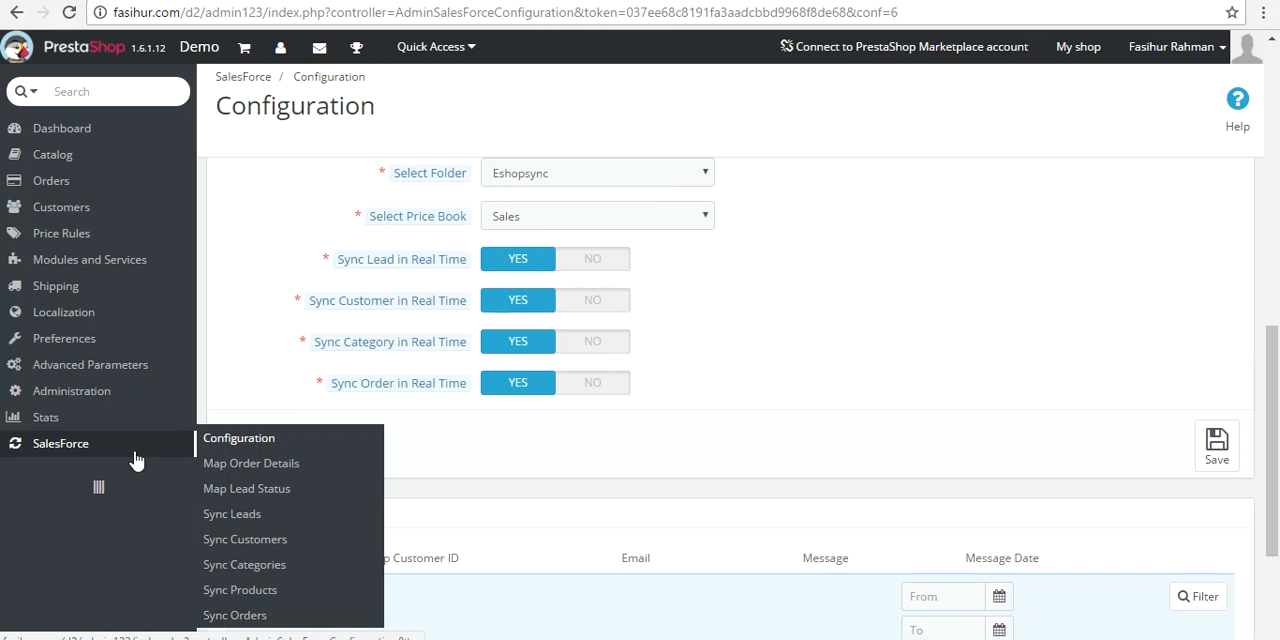 fasihur.com/d2/admin123/index.php?controller=AdminSalesForceConfiguration&token=037ee68c8191fa3aadcbbd9968f8de68&conf=6
PrestaShop 1.6.1.12 Demo Quick Access Connect to PrestaShop Marketplace account My shop Fasihur Rahman
Search
SalesForce / Configuration
Configuration
Help
Dashboard
Catalog
Orders
Customers
Price Rules
Modules and Services
Shipping
Localization
Preferences
Advanced Parameters
Administration
Stats
SalesForce
Configuration
Map Order Details
Map Lead Status
Sync Leads
Sync Customers
Sync Categories
Sync Products
Sync Orders
* Select Folder Eshopsync
* Select Price Book Sales
* Sync Lead in Real Time YES NO
* Sync Customer in Real Time YES NO
* Sync Category in Real Time YES NO
* Sync Order in Real Time YES NO
Save
Customer ID Email Message Message Date
From Filter
To